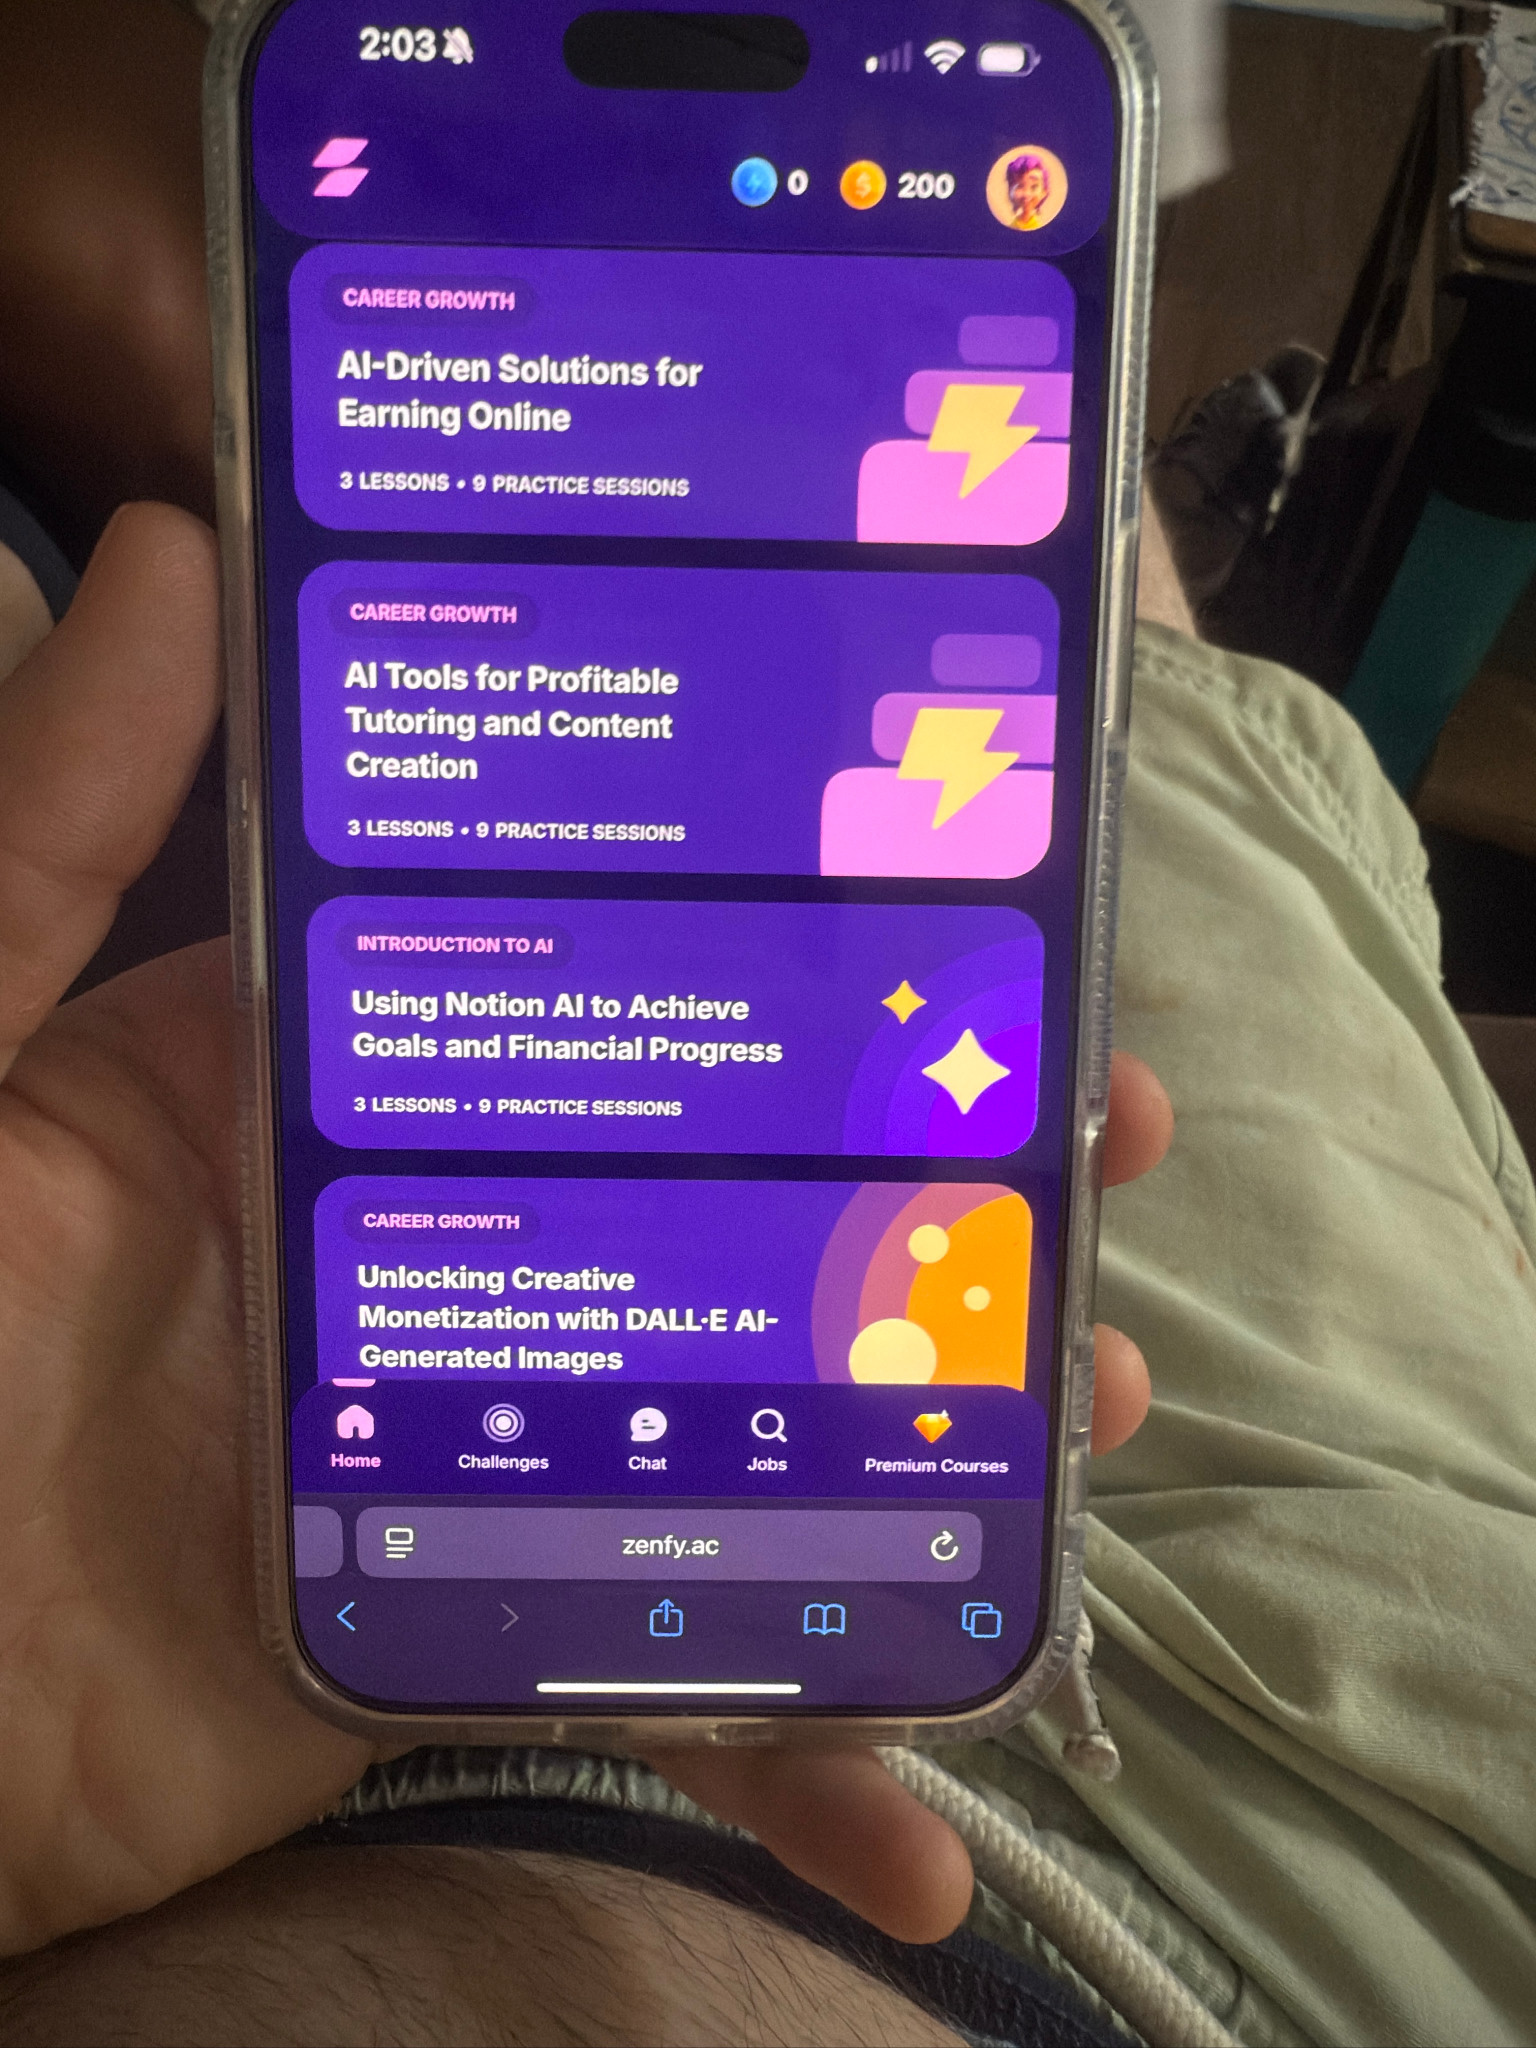 2:03
0 200
CAREER GROWTH
AI-Driven Solutions for
Earning Online
3 LESSONS • 9 PRACTICE SESSIONS
CAREER GROWTH
AI Tools for Profitable
Tutoring and Content
Creation
3 LESSONS • 9 PRACTICE SESSIONS
INTRODUCTION TO AI
Using Notion AI to Achieve
Goals and Financial Progress
3 LESSONS • 9 PRACTICE SESSIONS
CAREER GROWTH
Unlocking Creative
Monetization with DALL·E AI-
Generated Images
Home Challenges Chat Jobs Premium Courses
zenfy.ac